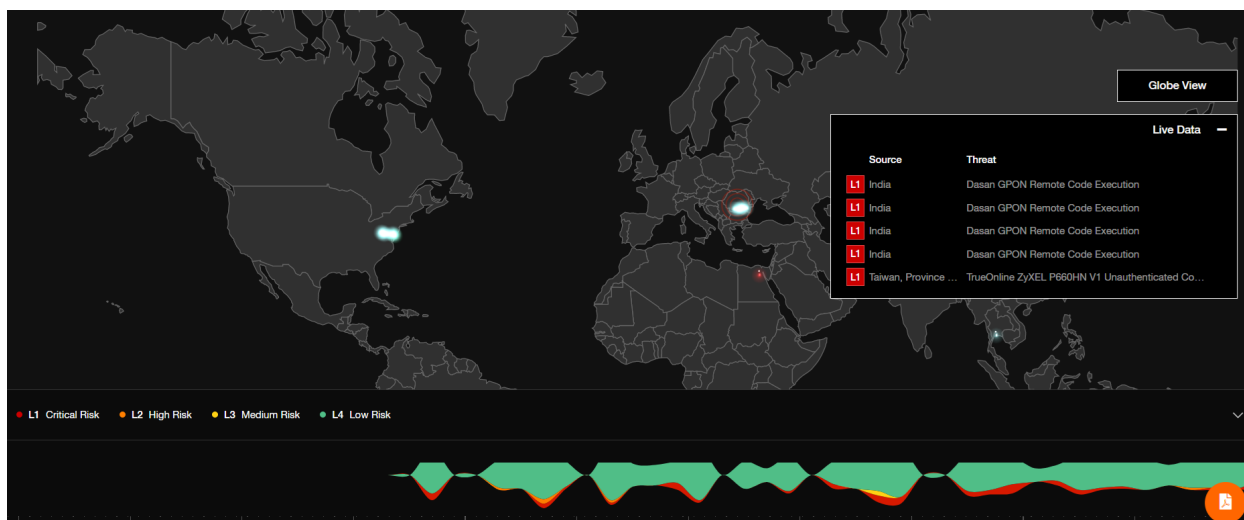 Globe View
Live Data
Source Threat
L1 India Dasan GPON Remote Code Execution
L1 India Dasan GPON Remote Code Execution
L1 India Dasan GPON Remote Code Execution
L1 India Dasan GPON Remote Code Execution
L1 Taiwan, Province ... TrueOnline ZyXEL P660HN V1 Unauthenticated Co...
L1 Critical Risk L2 High Risk L3 Medium Risk L4 Low Risk